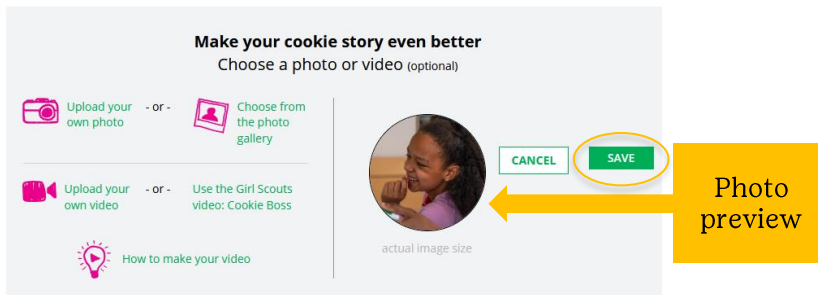 Make your cookie story even better
Choose a photo or video (optional)
Upload your
own photo
- or -
Choose from
the photo
gallery
Upload your
own video
- or -
Use the Girl Scouts
video: Cookie Boss
How to make your video
actual image size
CANCEL
SAVE
Photo
preview